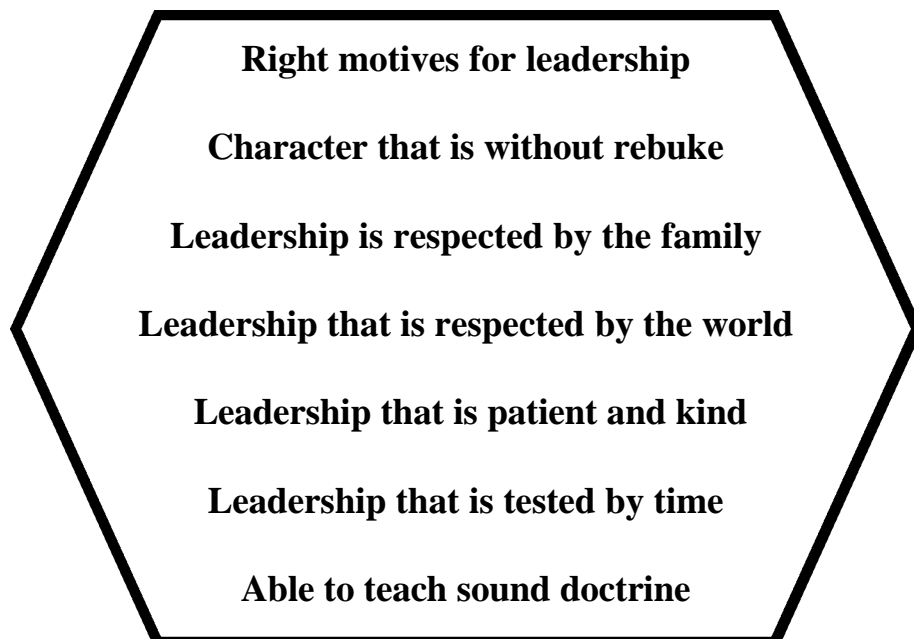 Right motives for leadership
Character that is without rebuke
Leadership is respected by the family
Leadership that is respected by the world
Leadership that is patient and kind
Leadership that is tested by time
Able to teach sound doctrine